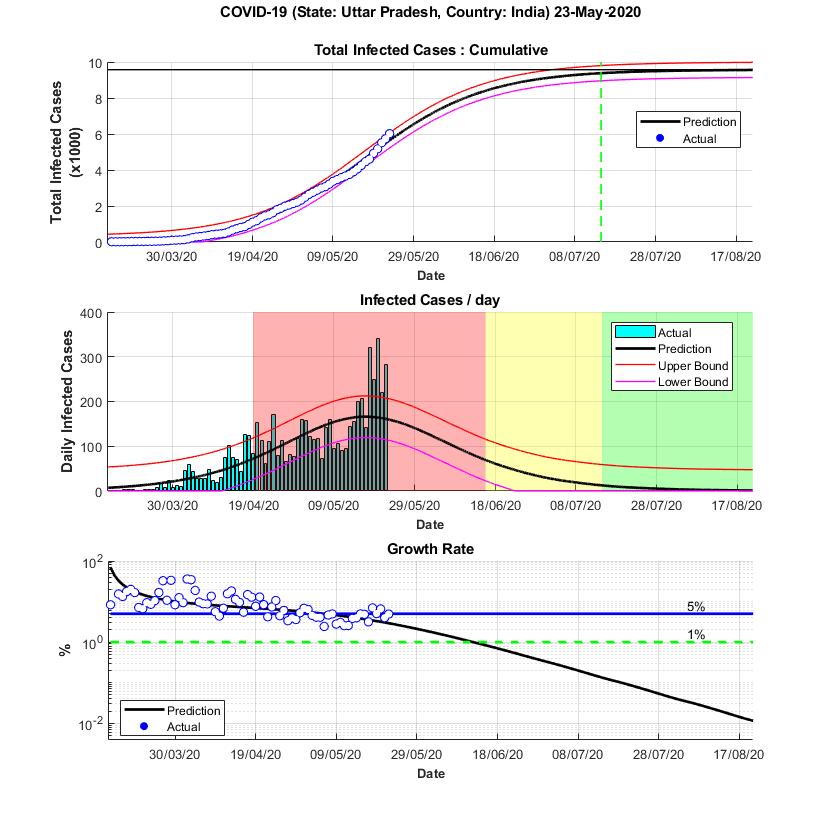 COVID-19 (State: Uttar Pradesh, Country: India) 23-May-2020
Total Infected Cases : Cumulative
Total Infected Cases
(x1000)
10
8
6
4
2
0
Prediction
Actual
30/03/20 19/04/20 09/05/20 29/05/20 18/06/20 08/07/20 28/07/20 17/08/20
Date
Infected Cases / day
Daily Infected Cases
400
300
200
100
0
Actual
Prediction
Upper Bound
Lower Bound
30/03/20 19/04/20 09/05/20 29/05/20 18/06/20 08/07/20 28/07/20 17/08/20
Date
Growth Rate
%
10²
10⁰
10⁻²
5%
1%
Prediction
Actual
30/03/20 19/04/20 09/05/20 29/05/20 18/06/20 08/07/20 28/07/20 17/08/20
Date